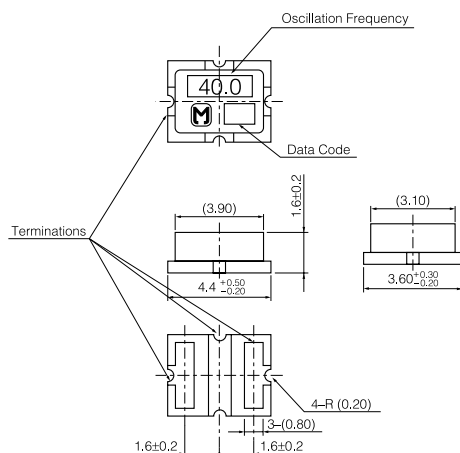 Oscillation Frequency
40.0
M
Data Code
(3.90)
1.6±0.2
(3.10)
Terminations
4.4 +0.50 -0.20
3.60 +0.30 -0.20
4–R (0.20)
3–(0.80)
1.6±0.2
1.6±0.2